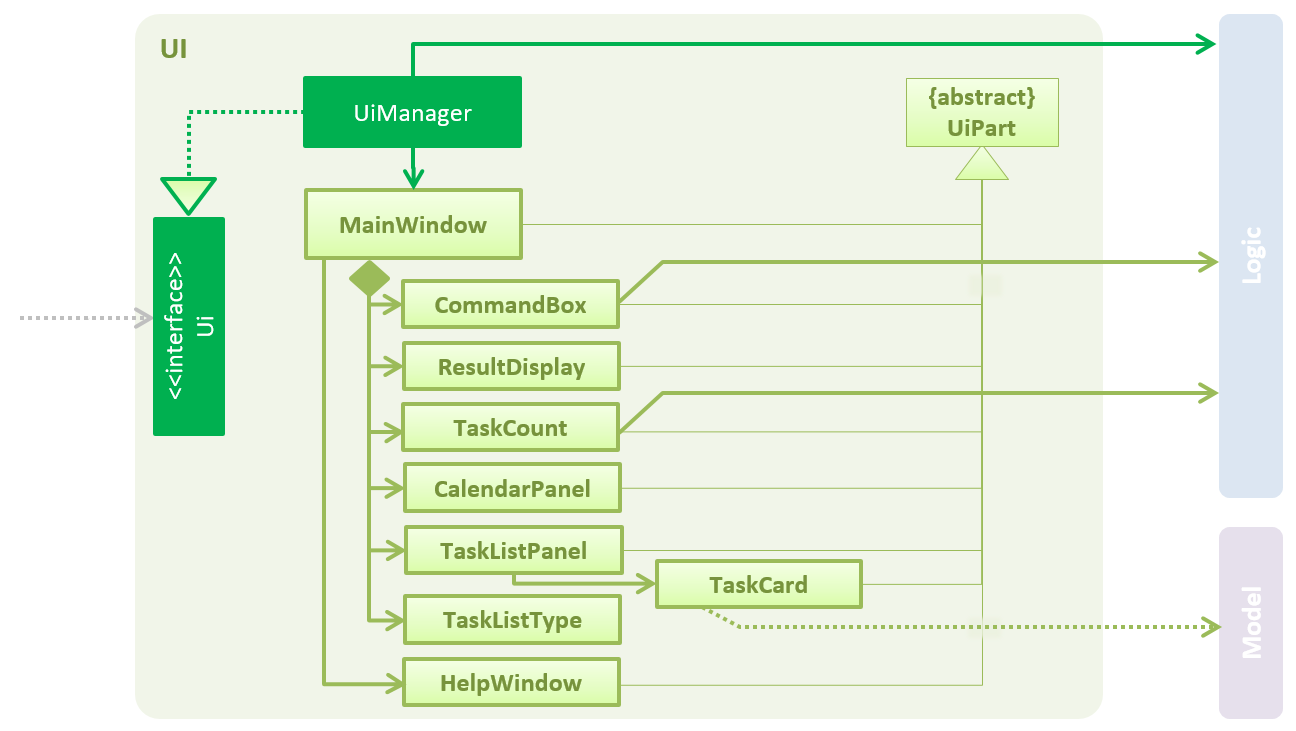 UI
UiManager
{abstract}
UiPart
MainWindow
<<interface>>
Ui
Logic
CommandBox
ResultDisplay
TaskCount
CalendarPanel
TaskListPanel
TaskCard
TaskListType
Model
HelpWindow